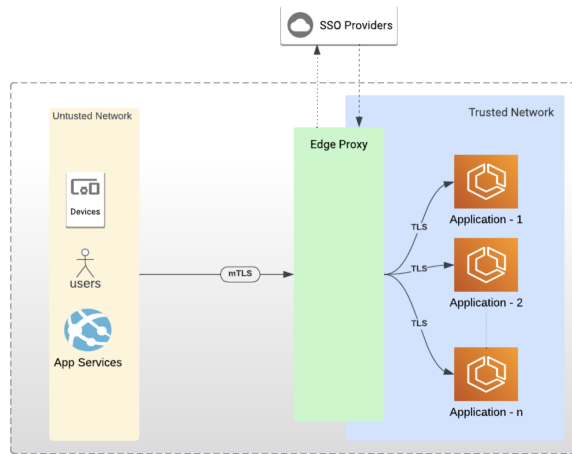 SSO Providers
Untusted Network
Trusted Network
Edge Proxy
Devices
users
App Services
mTLS
TLS
Application - 1
TLS
Application - 2
TLS
Application - n